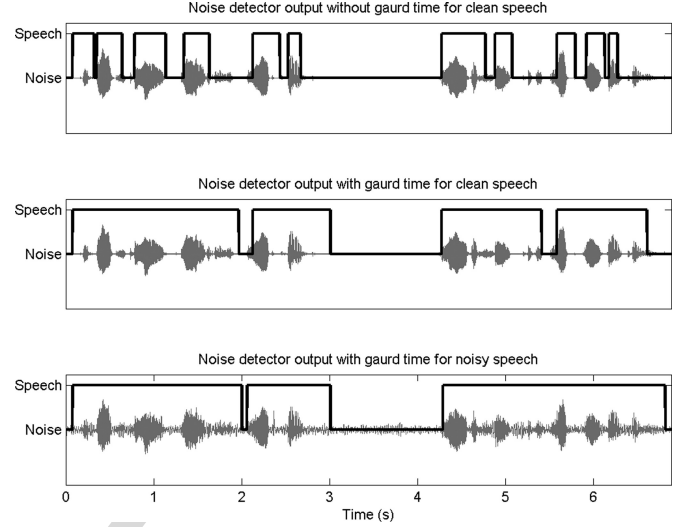 Noise detector output without gaurd time for clean speech
Speech
Noise
Noise detector output with gaurd time for clean speech
Speech
Noise
Noise detector output with gaurd time for noisy speech
Speech
Noise
0 1 2 3 4 5 6
Time (s)